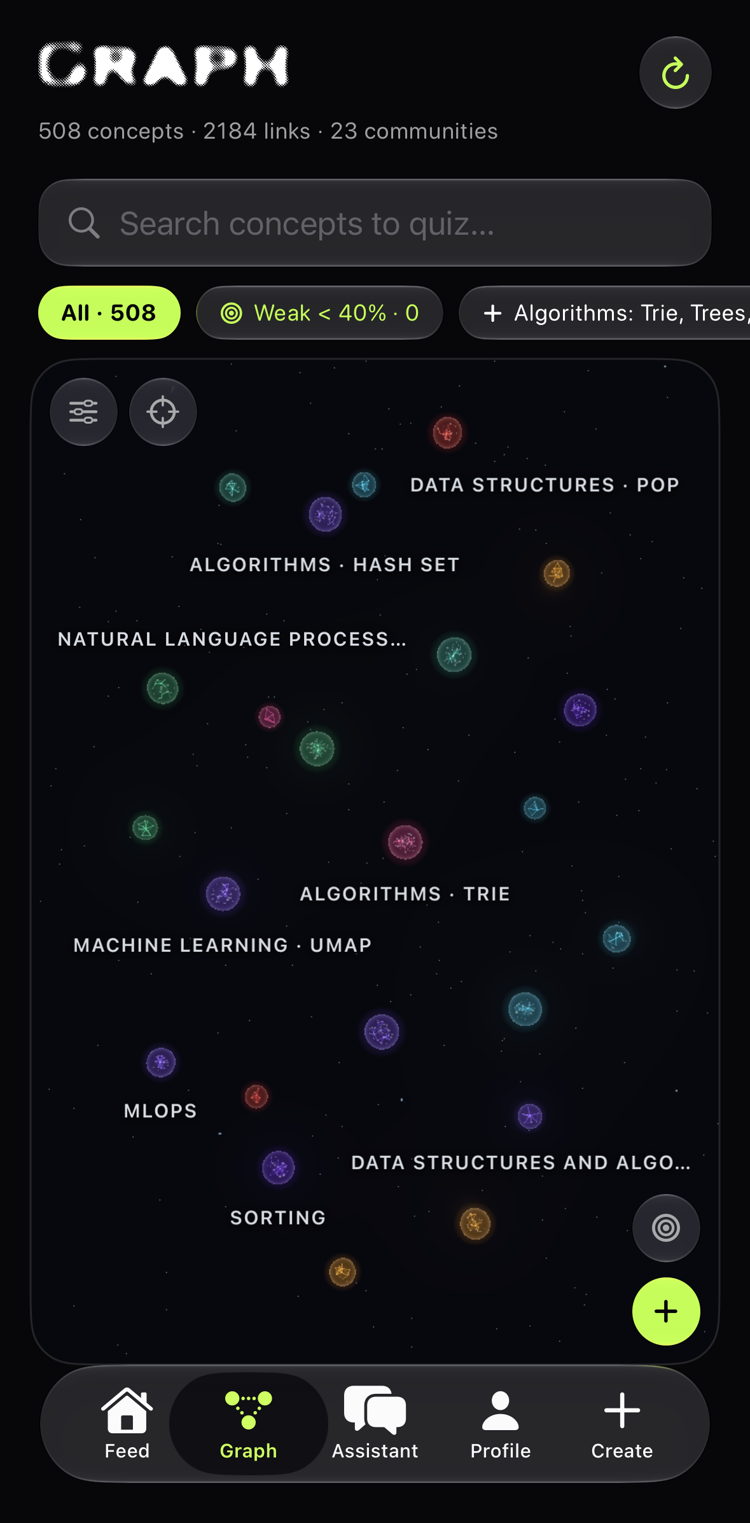 GRAPH
508 concepts · 2184 links · 23 communities
Search concepts to quiz...
All · 508
Weak < 40% · 0
Algorithms: Trie, Trees,
DATA STRUCTURES · POP
ALGORITHMS · HASH SET
NATURAL LANGUAGE PROCESS...
ALGORITHMS · TRIE
MACHINE LEARNING · UMAP
MLOPS
DATA STRUCTURES AND ALGO...
SORTING
Feed
Graph
Assistant
Profile
Create